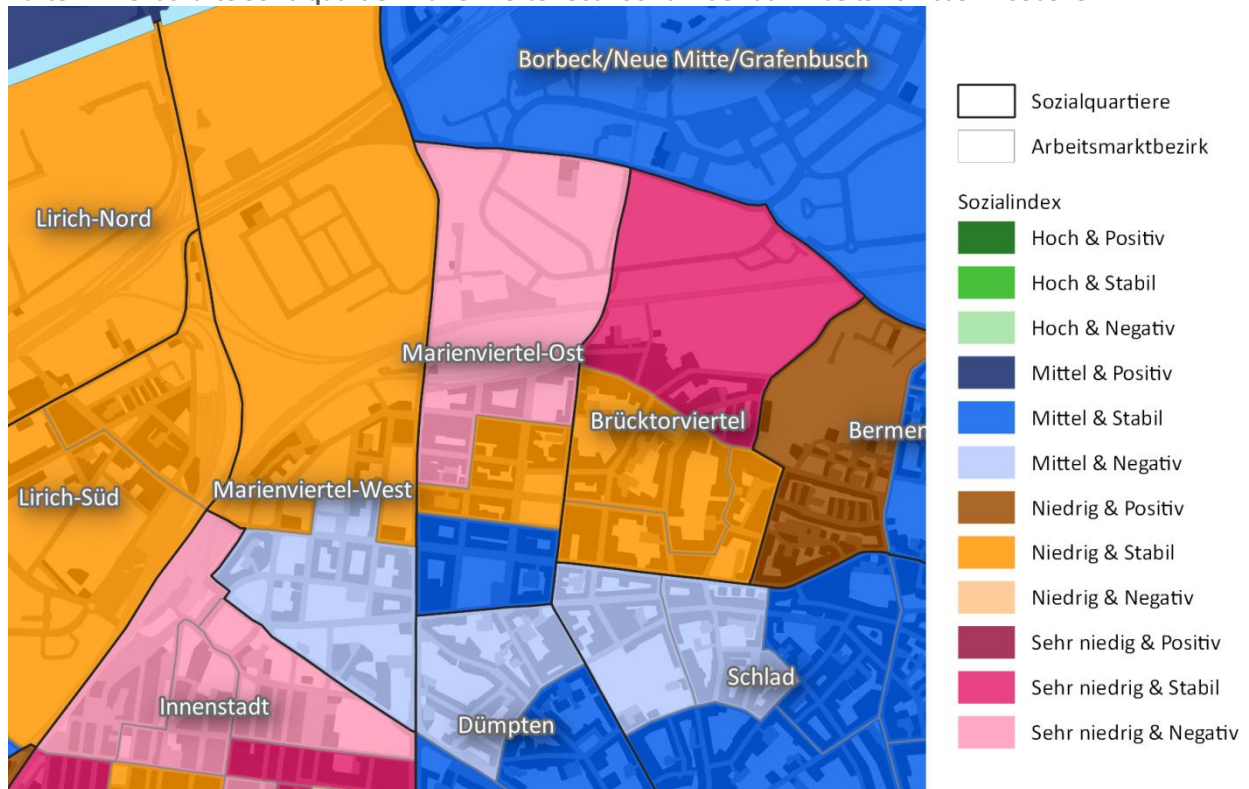 Borbeck/Neue Mitte/Grafenbusch
Lirich-Nord
Marienviertel-Ost
Brücktorviertel
Bermen
Lirich-Süd
Marienviertel-West
Schlad
Innenstadt
Dümpten
Sozialquartiere
Arbeitsmarktbezirk
Sozialindex
Hoch & Positiv
Hoch & Stabil
Hoch & Negativ
Mittel & Positiv
Mittel & Stabil
Mittel & Negativ
Niedrig & Positiv
Niedrig & Stabil
Niedrig & Negativ
Sehr niedig & Positiv
Sehr niedrig & Stabil
Sehr niedrig & Negativ